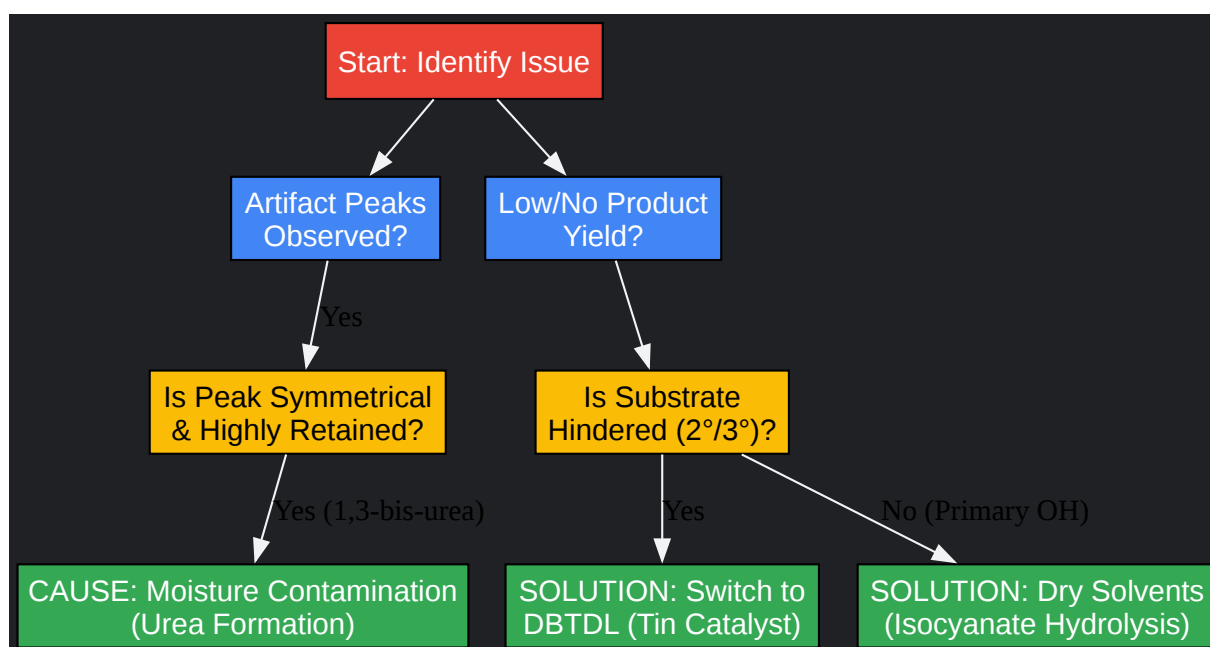 Start: Identify Issue
Artifact Peaks
Observed?
Low/No Product
Yield?
Yes
Is Peak Symmetrical
& Highly Retained?
Is Substrate
Hindered (2°/3°)?
Yes (1,3-bis-urea)
Yes
No (Primary OH)
CAUSE: Moisture Contamination
(Urea Formation)
SOLUTION: Switch to
DBTDL (Tin Catalyst)
SOLUTION: Dry Solvents
(Isocyanate Hydrolysis)